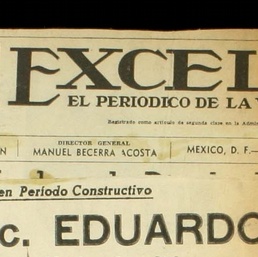 EXCEL
EL PERIODICO DE LA
Registrado como artículo de segunda clase en la
DIRECTOR GENERAL
MANUEL BECERRA ACOSTA
MEXICO, D. F.—
en Período Constructivo
c. EDUARDO